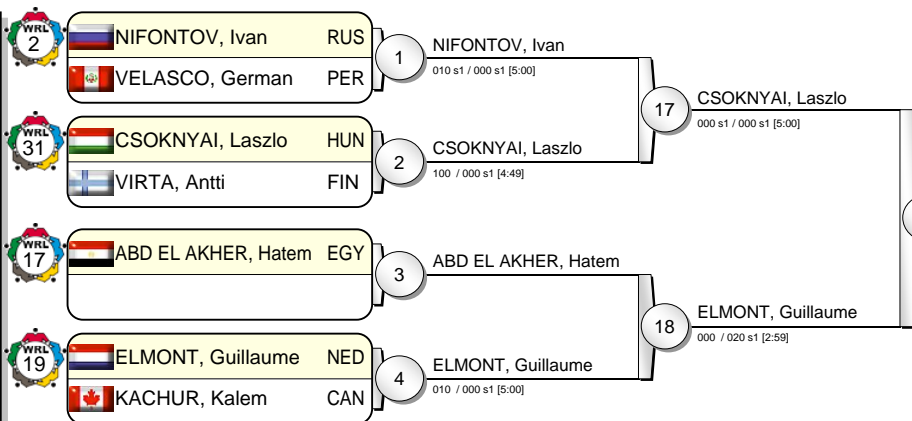 WRL
2
NIFONTOV, Ivan RUS
VELASCO, German PER
1
NIFONTOV, Ivan
010 s1 / 000 s1 [5:00]
WRL
31
CSOKNYAI, Laszlo HUN
VIRTA, Antti FIN
2
CSOKNYAI, Laszlo
100 / 000 s1 [4:49]
17
CSOKNYAI, Laszlo
000 s1 / 000 s1 [5:00]
WRL
17
ABD EL AKHER, Hatem EGY
3
ABD EL AKHER, Hatem
WRL
19
ELMONT, Guillaume NED
KACHUR, Kalem CAN
4
ELMONT, Guillaume
010 / 000 s1 [5:00]
18
ELMONT, Guillaume
000 / 020 s1 [2:59]